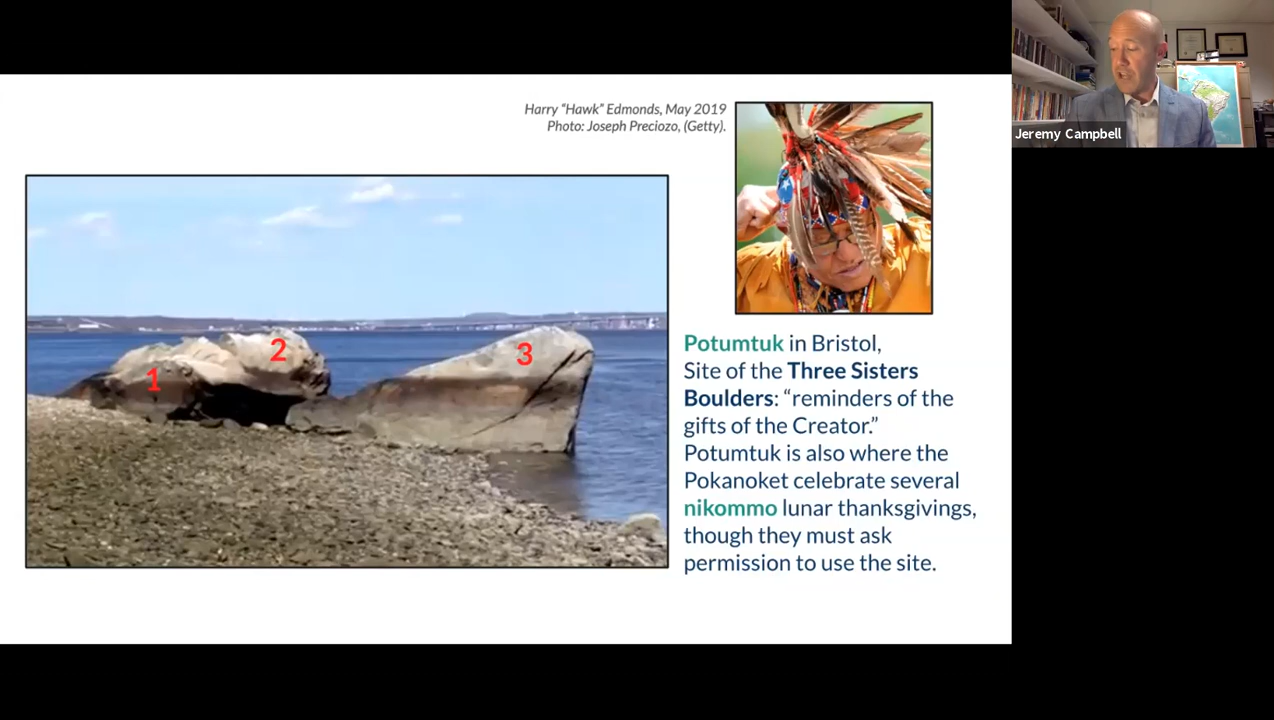 Harry “Hawk” Edmonds, May 2019
Photo: Joseph Preciozo, (Getty).
Jeremy Campbell
1
2
3
Potumtuk in Bristol,
Site of the Three Sisters
Boulders: “reminders of the
gifts of the Creator.”
Potumtuk is also where the
Pokanoket celebrate several
nikommo lunar thanksgivings,
though they must ask
permission to use the site.